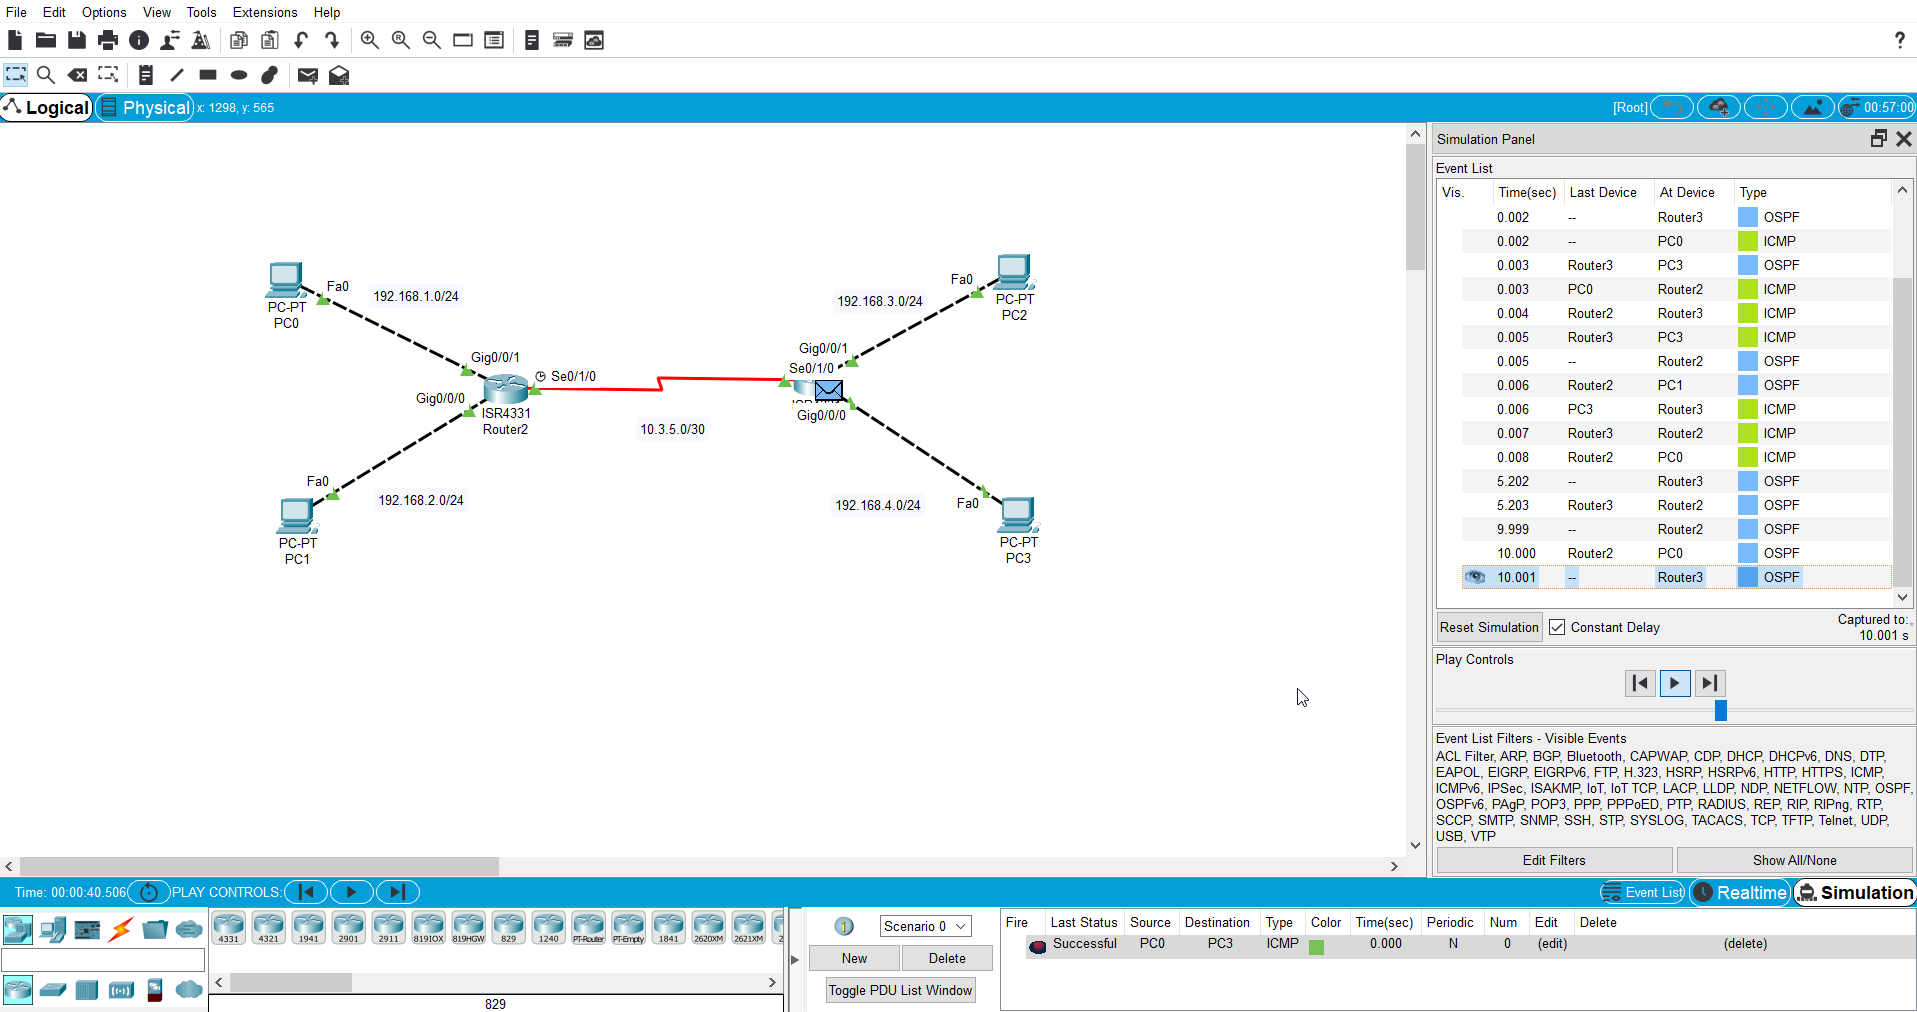 File Edit Options View Tools Extensions Help
?
Logical Physical x: 1298, y: 565 [Root] 00:57:00
PC-PT
PC0
Fa0
192.168.1.0/24
Gig0/0/1
Gig0/0/0
Se0/1/0
ISR4331
Router2
10.3.5.0/30
Fa0
192.168.2.0/24
PC-PT
PC1
192.168.3.0/24
Fa0
PC-PT
PC2
Gig0/0/1
Se0/1/0
Gig0/0/0
192.168.4.0/24
Fa0
PC-PT
PC3
Simulation Panel
Event List
Vis. Time(sec) Last Device At Device Type
0.002 -- Router3 OSPF
0.002 -- PC0 ICMP
0.003 Router3 PC3 OSPF
0.003 PC0 Router2 ICMP
0.004 Router2 Router3 ICMP
0.005 Router3 PC3 ICMP
0.005 -- Router2 OSPF
0.006 Router2 PC1 OSPF
0.006 PC3 Router3 ICMP
0.007 Router3 Router2 ICMP
0.008 Router2 PC0 ICMP
5.202 -- Router3 OSPF
5.203 Router3 Router2 OSPF
9.999 -- Router2 OSPF
10.000 Router2 PC0 OSPF
10.001 -- Router3 OSPF
Reset Simulation Constant Delay Captured to:
10.001 s
Play Controls
Event List Filters - Visible Events
ACL Filter, ARP, BGP, Bluetooth, CAPWAP, CDP, DHCP, DHCPv6, DNS, DTP,
EAPOL, EIGRP, EIGRPv6, FTP, H.323, HSRP, HSRPv6, HTTP, HTTPS, ICMP,
ICMPv6, IPSec, ISAKMP, IoT, IoT TCP, LACP, LLDP, NDP, NETFLOW, NTP, OSPF,
OSPFv6, PAgP, POP3, PPP, PPPoED, PTP, RADIUS, REP, RIP, RIPng, RTP,
SCCP, SMTP, SNMP, SSH, STP, SYSLOG, TACACS, TCP, TFTP, Telnet, UDP,
USB, VTP
Edit Filters Show All/None
Time: 00:00:40.506 PLAY CONTROLS: Event List Realtime Simulation
4331 4321 1941 2901 2911 819IOX 819HGW 829 1240 PT-Router PT-Empty 1841 2620XM 2621XM 2
829
Scenario 0
New Delete
Toggle PDU List Window
Fire Last Status Source Destination Type Color Time(sec) Periodic Num Edit Delete
Successful PC0 PC3 ICMP 0.000 N 0 (edit) (delete)